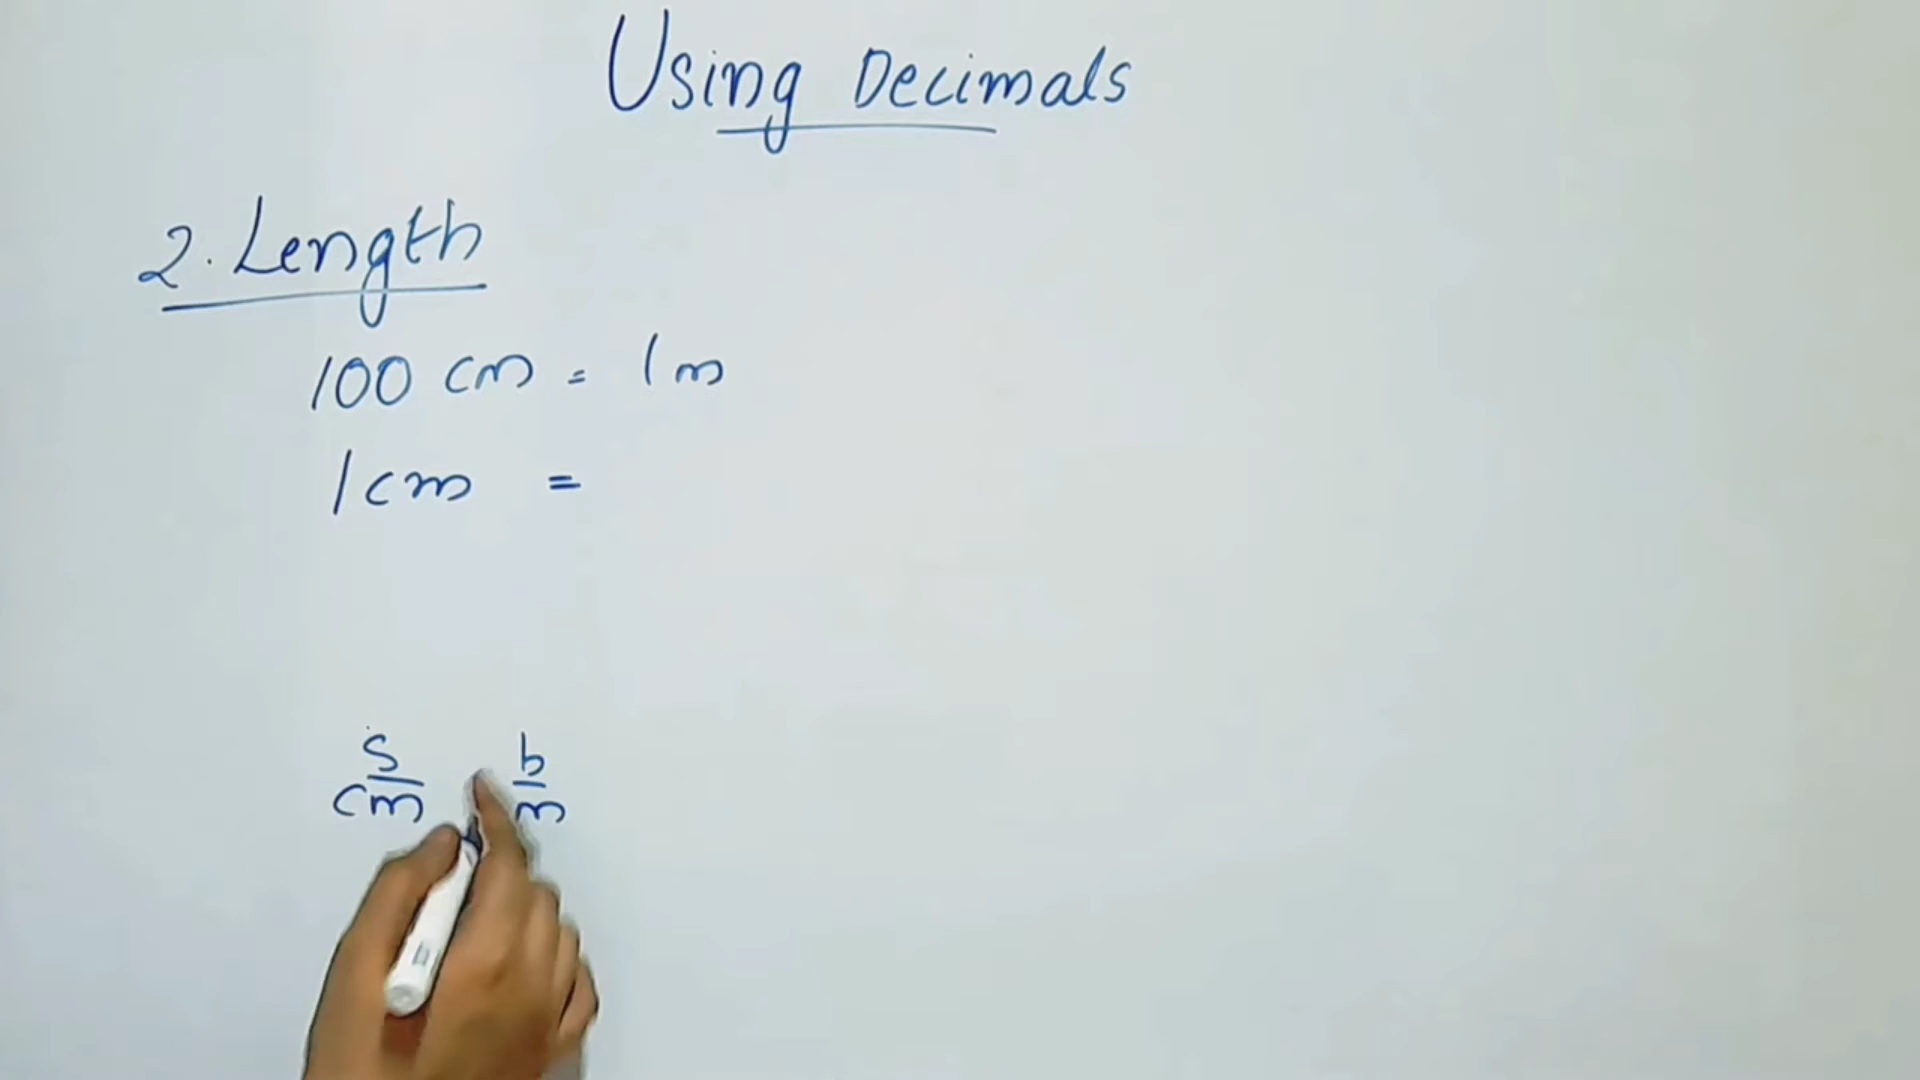 Using Decimals
2. Length
100 cm = 1 m
1 cm =
S b
cm m